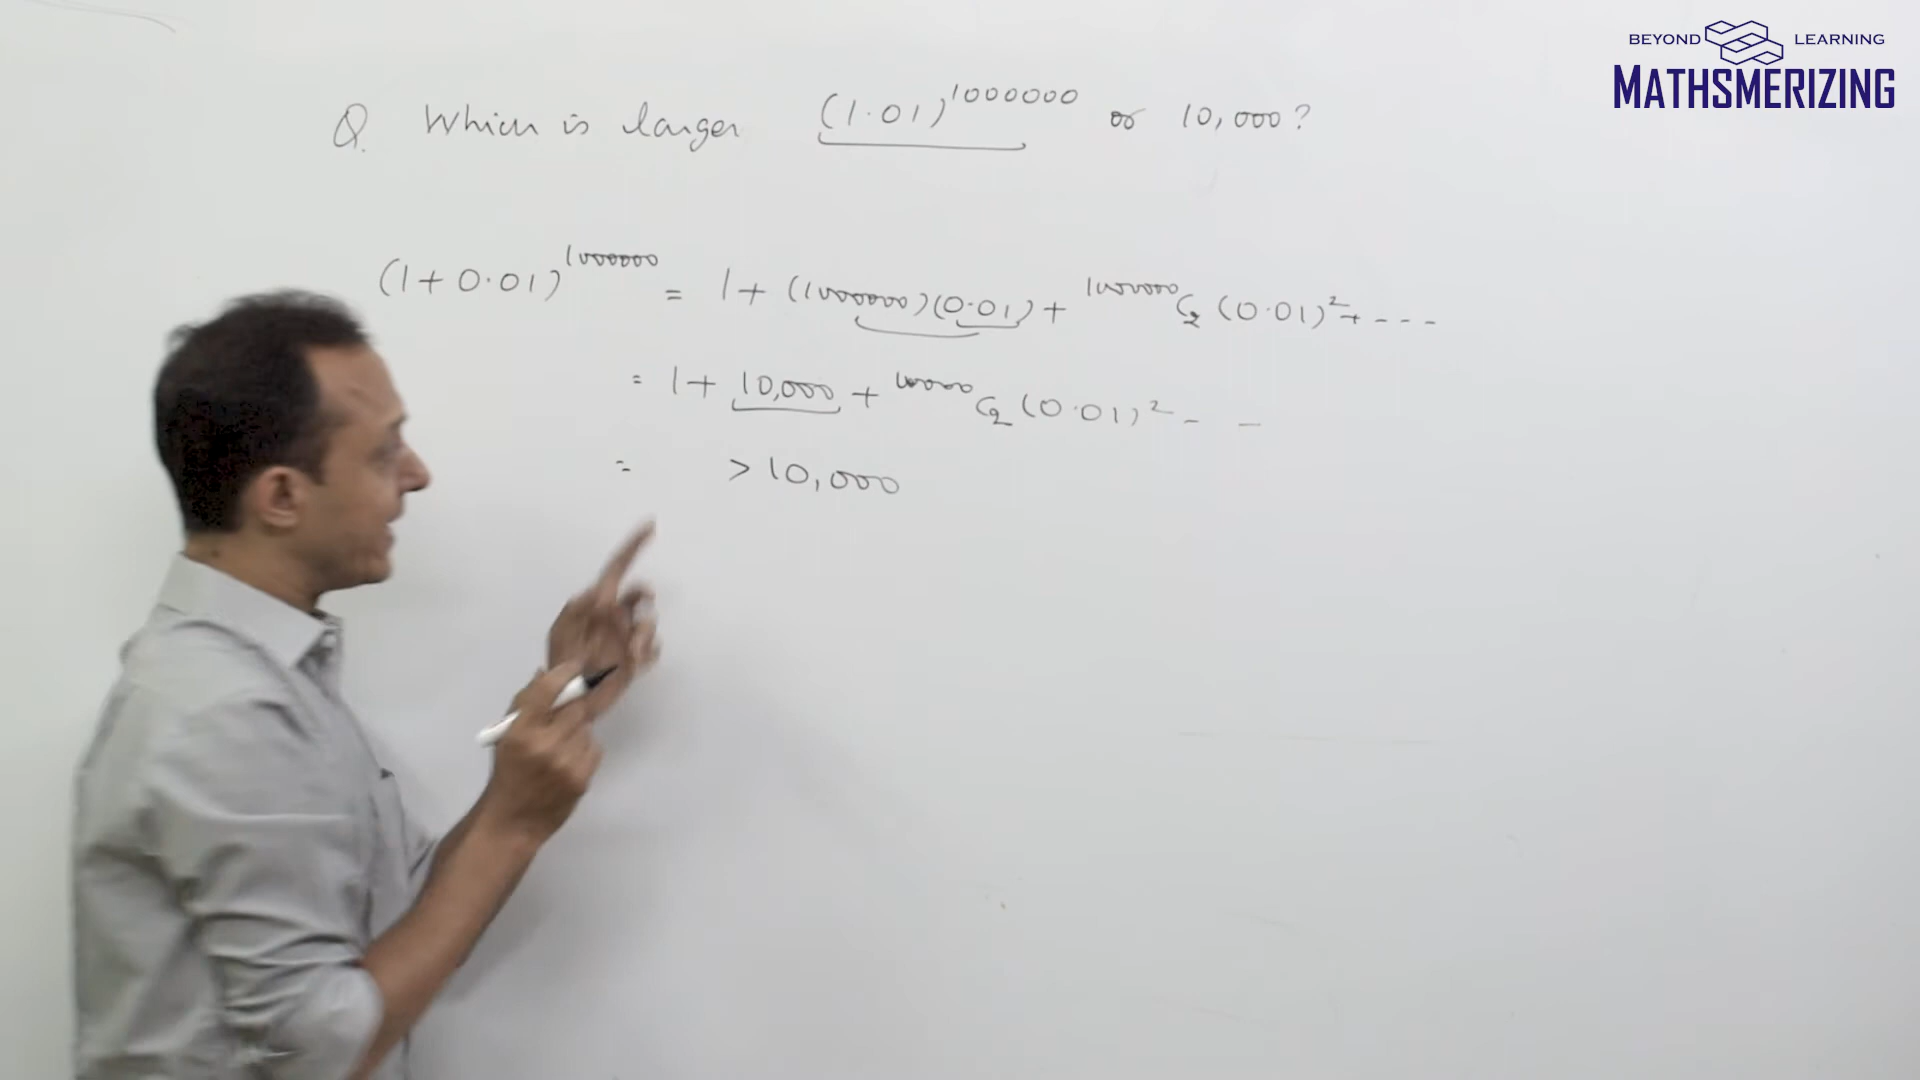 BEYOND LEARNING
MATHSMERIZING
Q. Which is larger (1.01)^1000000 or 10,000?
(1+0.01)^1000000 = 1+(1000000)(0.01)+ ^1000000C₂ (0.01)²+ - - -
= 1+ 10,000 + ^100000C₂ (0.01)² - -
= > 10,000